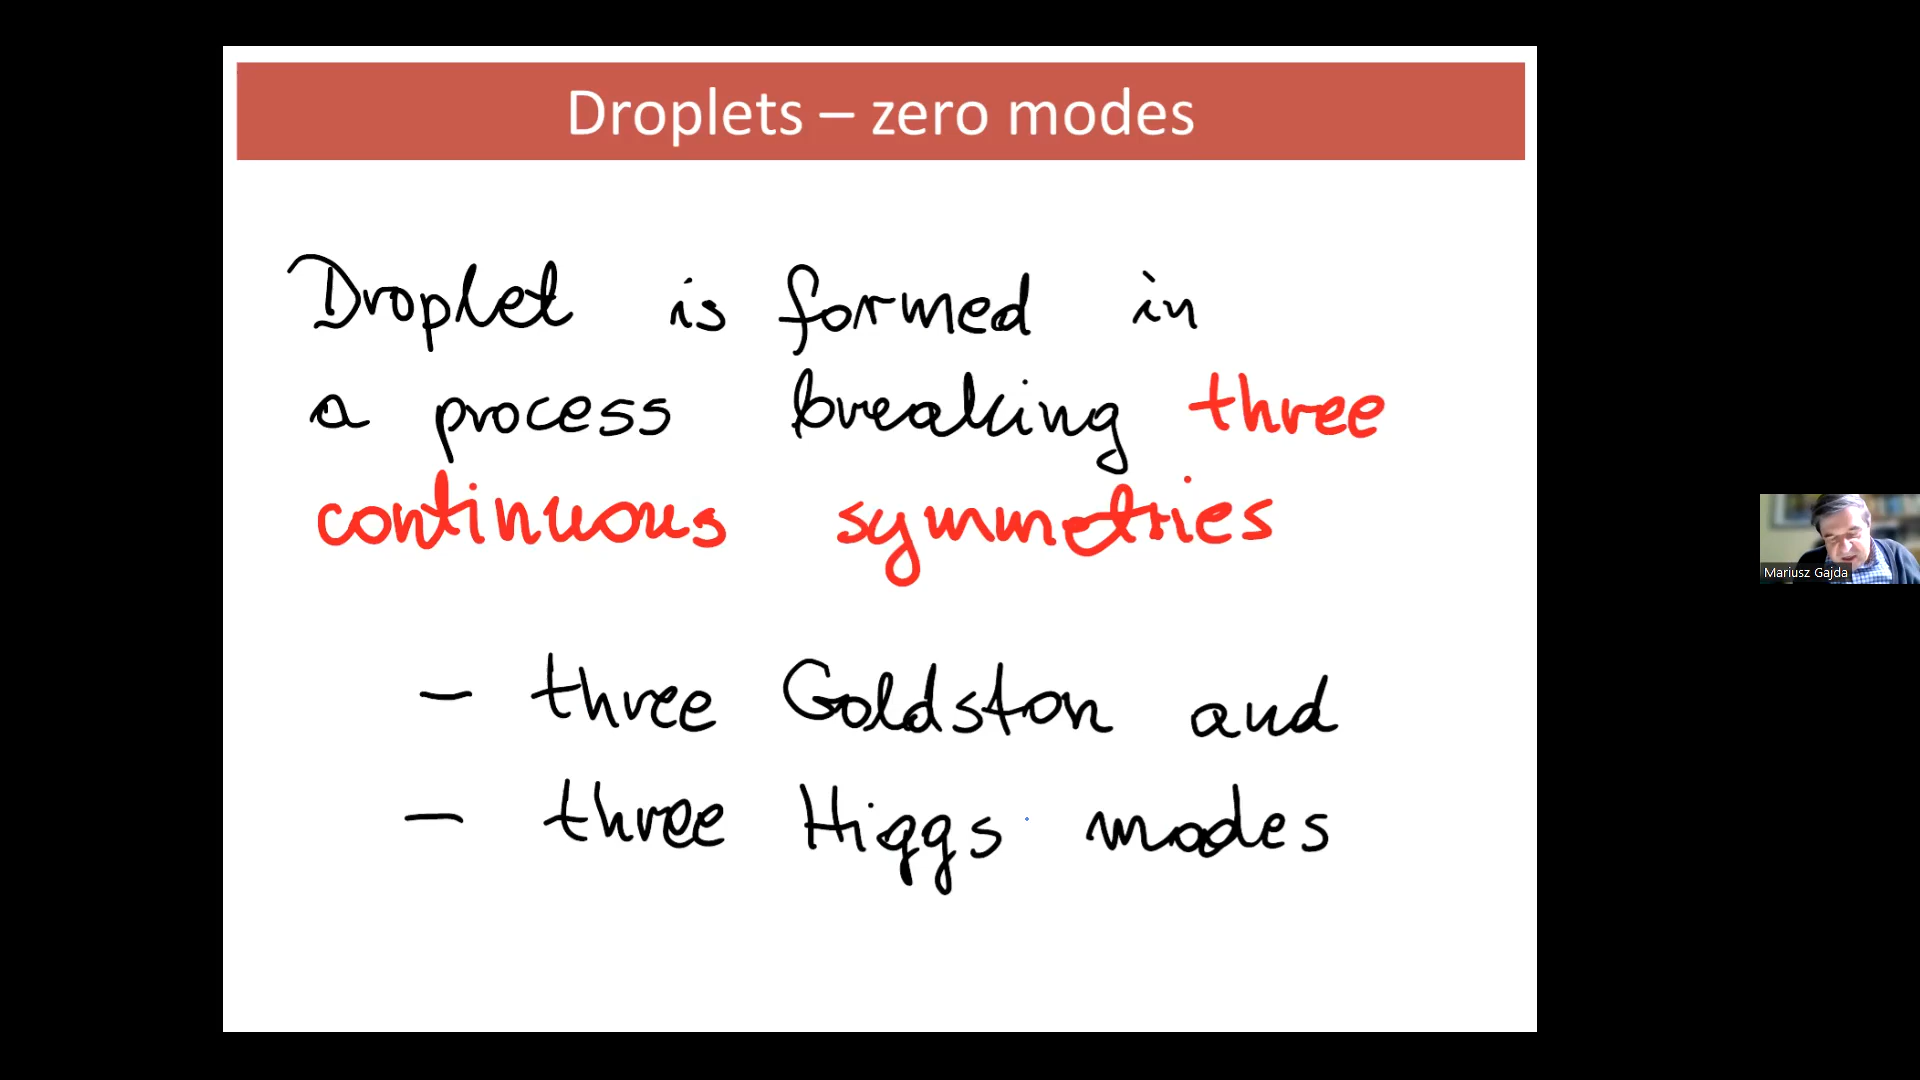 Droplets – zero modes
Droplet is formed in
a process breaking three
continuous symmetries
– three Goldston and
– three Higgs modes
Mariusz Gajda